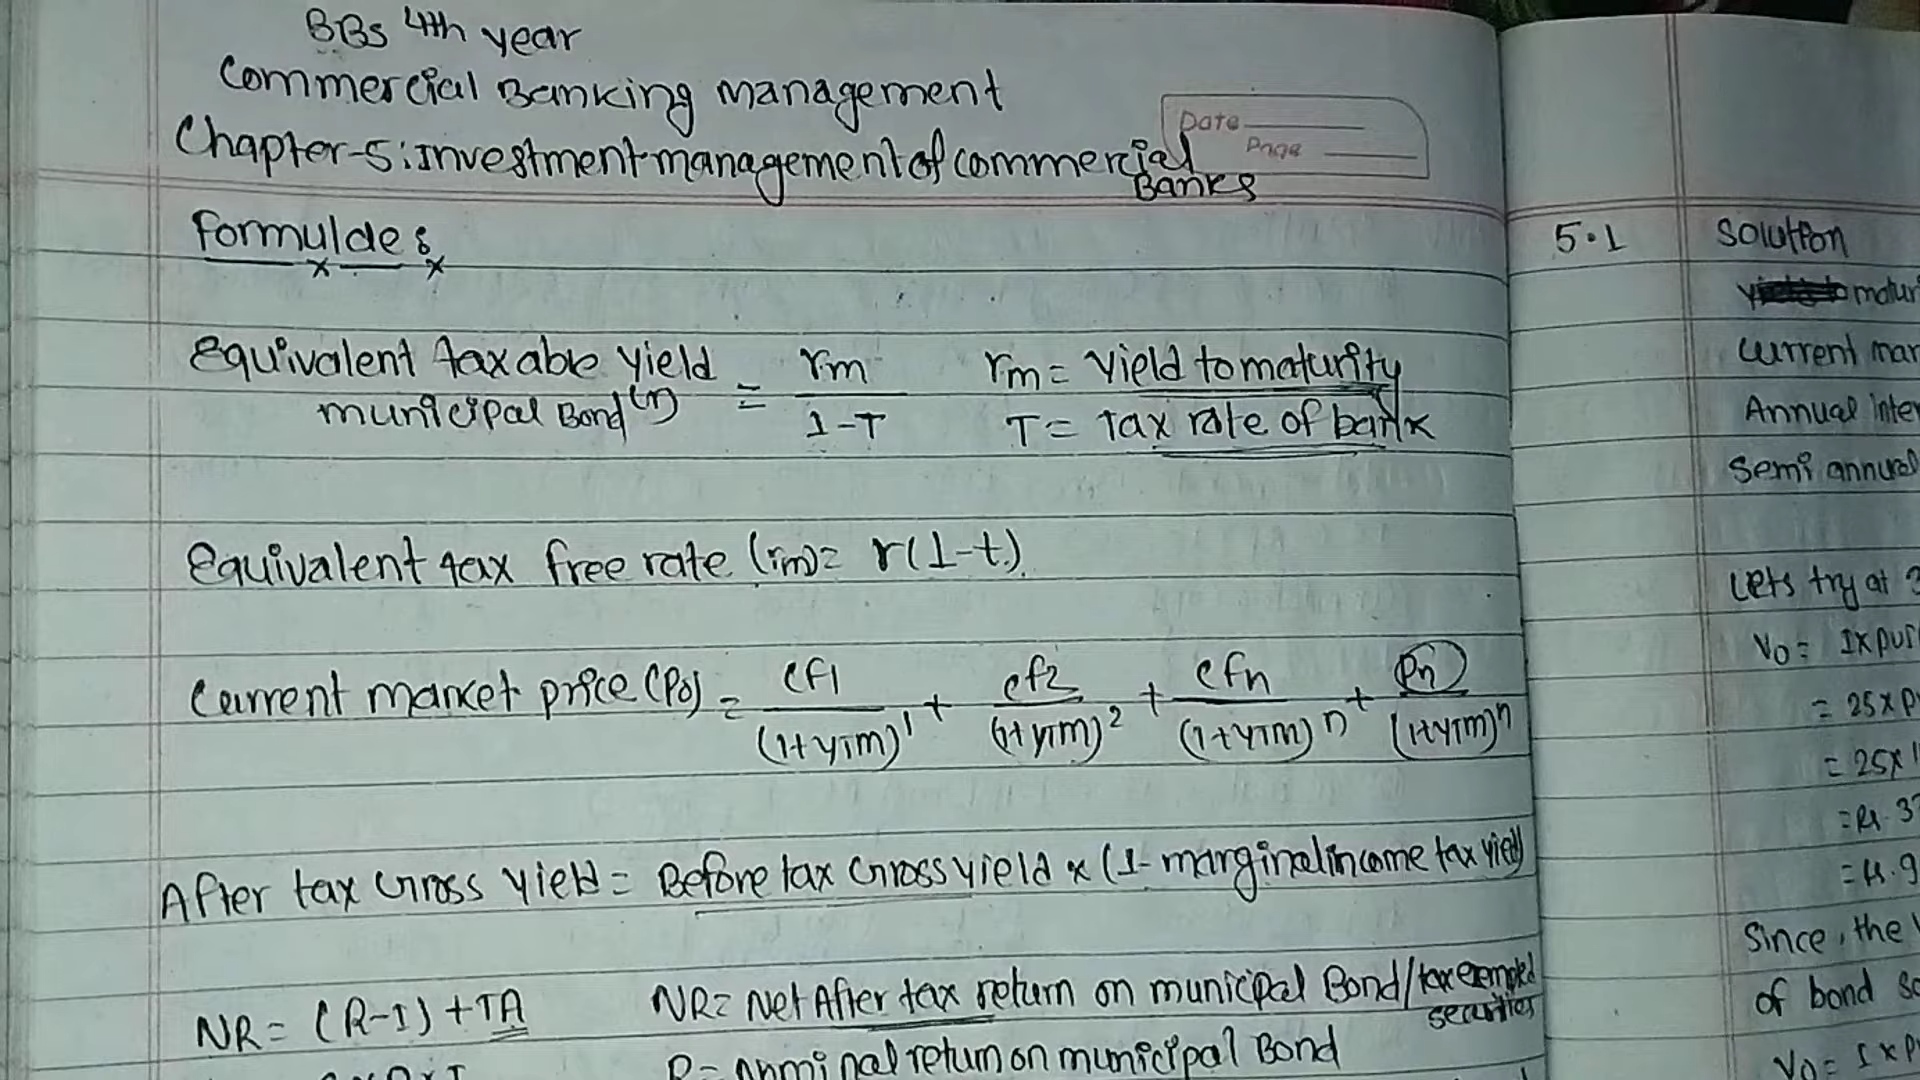 BBS 4th year
Commercial Banking management
Date
Page
Chapter-5: Investment management of commercial
Banks
Formulae:
Equivalent taxable yield
municipal Bond (r) = rm / 1-T
rm = Yield to maturity
T = Tax rate of bank
Equivalent tax free rate (rm) = r(1-t)
Current market price (Po) = cf1 / (1+YTM)^1 + cf2 / (1+YTM)^2 + cfn / (1+YTM)^n + Pn / (1+YTM)^n
After tax Gross yield = Before tax Gross yield x (1- marginal income tax yield)
NR = (R-I) + TA
NR = Net After tax return on municipal Bond/tax exempted
securities
R = Nominal return on municipal Bond
5.1 Solution
Current mar
Annual inter
Semi annual
Lets try at 3
Vo = I x
= 25 x
= 25 x
Since, the
of bond
Vo = I x